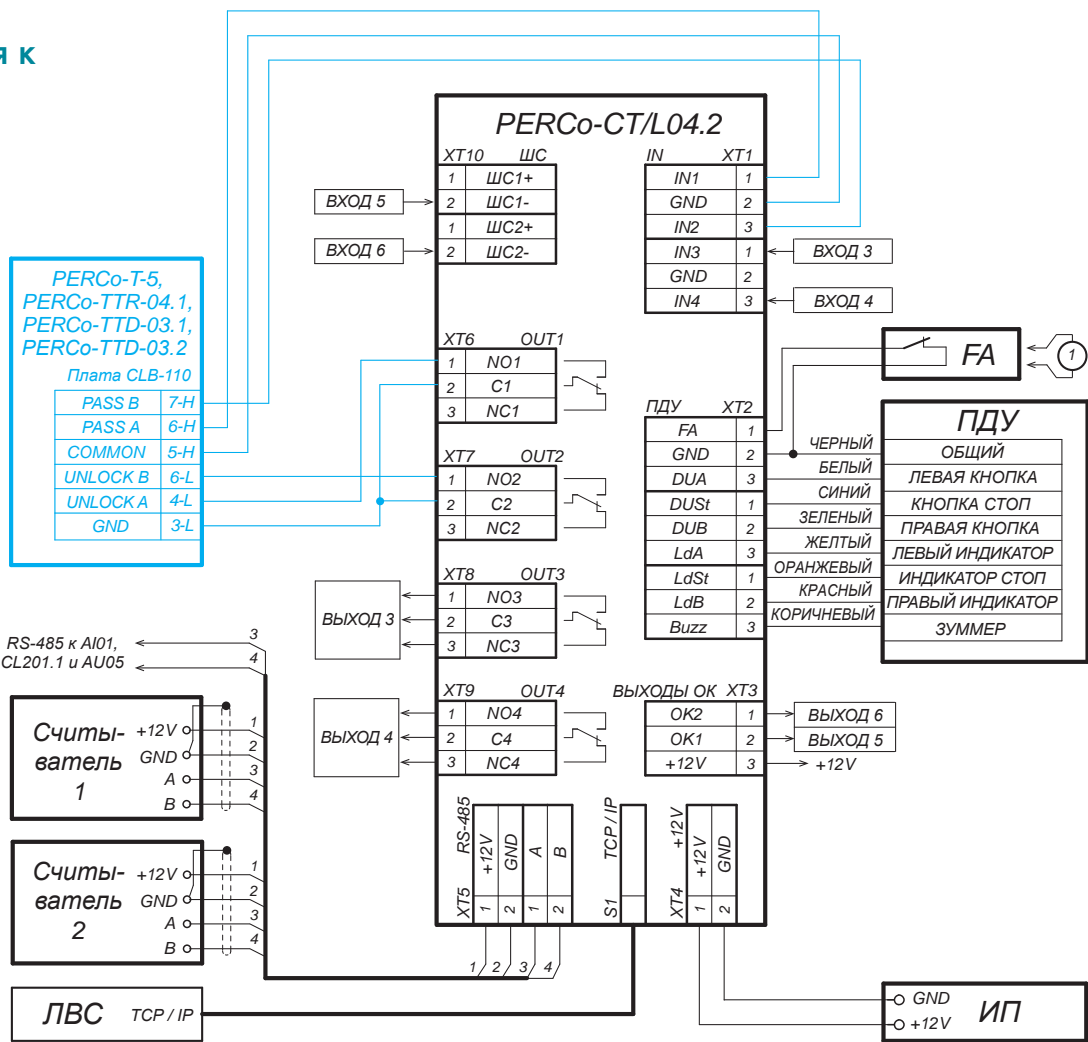 я к
PERCo-CT/L04.2
XT10 ШС
1 ШС1+
2 ШС1-
1 ШС2+
2 ШС2-
ВХОД 5
ВХОД 6
IN XT1
IN1 1
GND 2
IN2 3
IN3 1
GND 2
IN4 3
ВХОД 3
ВХОД 4
PERCo-T-5,
PERCo-TTR-04.1,
PERCo-TTD-03.1,
PERCo-TTD-03.2
Плата CLB-110
PASS B 7-H
PASS A 6-H
COMMON 5-H
UNLOCK B 6-L
UNLOCK A 4-L
GND 3-L
XT6 OUT1
1 NO1
2 C1
3 NC1
XT7 OUT2
1 NO2
2 C2
3 NC2
XT8 OUT3
1 NO3
2 C3
3 NC3
ВЫХОД 3
XT9 OUT4
1 NO4
2 C4
3 NC4
ВЫХОД 4
FA
1
ПДУ XT2
FA 1
GND 2
DUA 3
DUSt 1
DUB 2
LdA 3
LdSt 1
LdB 2
Buzz 3
ЧЕРНЫЙ
БЕЛЫЙ
СИНИЙ
ЗЕЛЕНЫЙ
ЖЕЛТЫЙ
ОРАНЖЕВЫЙ
КРАСНЫЙ
КОРИЧНЕВЫЙ
ПДУ
ОБЩИЙ
ЛЕВАЯ КНОПКА
КНОПКА СТОП
ПРАВАЯ КНОПКА
ЛЕВЫЙ ИНДИКАТОР
ИНДИКАТОР СТОП
ПРАВЫЙ ИНДИКАТОР
ЗУММЕР
ВЫХОДЫ ОК XT3
OK2 1
OK1 2
+12V 3
ВЫХОД 6
ВЫХОД 5
+12V
RS-485 к AI01,
CL201.1 и AU05
3
4
Считы-
ватель
1
+12V
GND
A
B
1
2
3
4
Считы-
ватель
2
+12V
GND
A
B
1
2
3
4
XT5 RS-485
1 +12V
2 GND
1 A
2 B
1 2 3 4
S1 TCP / IP
XT4 +12V
1 +12V
2 GND
ЛВС TCP / IP
GND
+12V
ИП